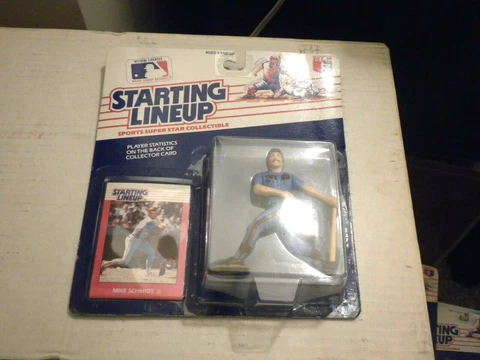 STARTING
LINEUP
SPORTS SUPER STAR COLLECTIBLE
PLAYER STATISTICS
ON THE BACK OF
COLLECTOR CARD
STARTING
LINEUP
MIKE SCHMIDT